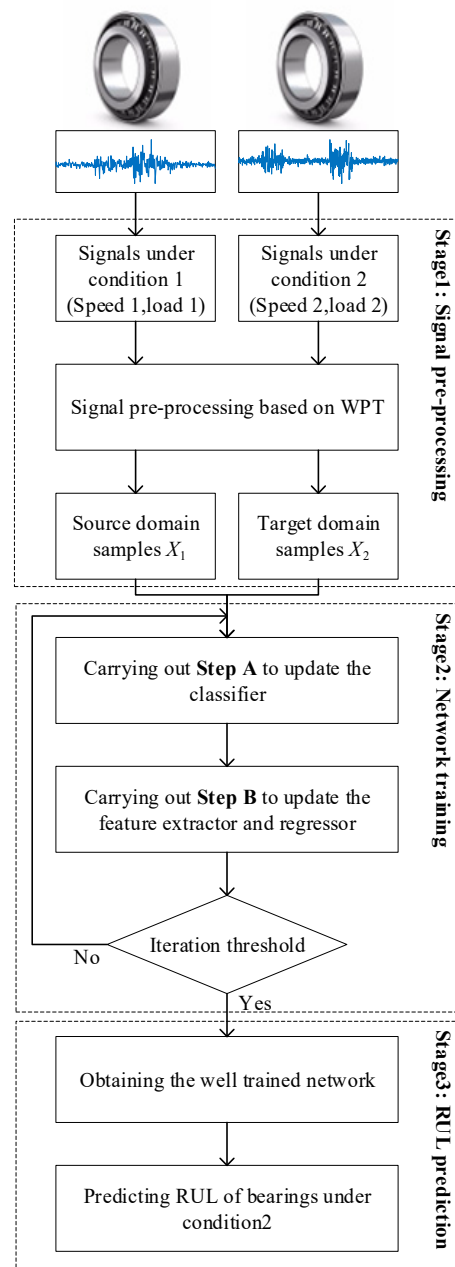 Stage1: Signal pre-processing
Signals under
condition 1
(Speed 1,load 1)
Signals under
condition 2
(Speed 2,load 2)
Signal pre-processing based on WPT
Source domain
samples X₁
Target domain
samples X₂
Stage2: Network training
Carrying out Step A to update the
classifier
Carrying out Step B to update the
feature extractor and regressor
Iteration threshold
No
Yes
Stage3: RUL prediction
Obtaining the well trained network
Predicting RUL of bearings under
condition2